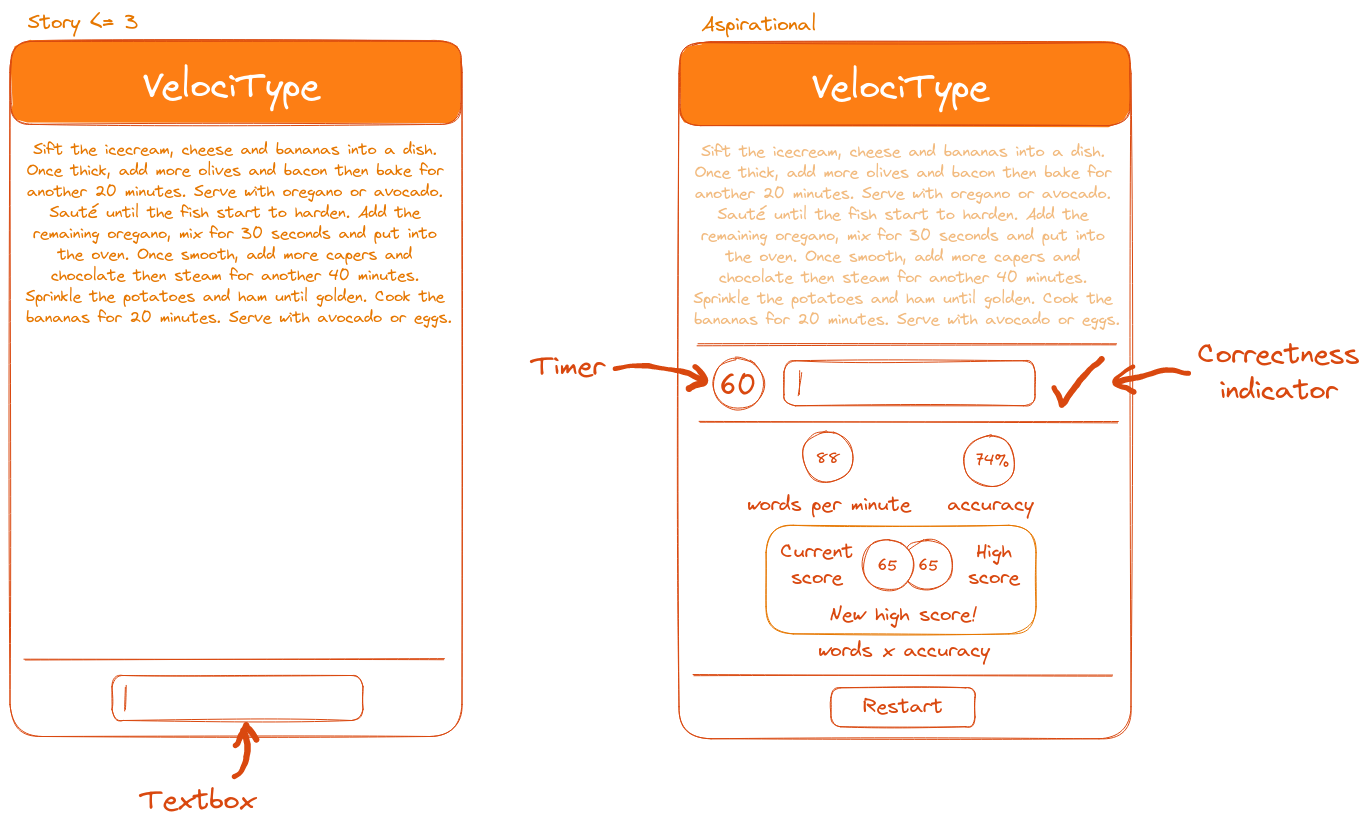 Story <= 3
VelociType
Sift the icecream, cheese and bananas into a dish.
Once thick, add more olives and bacon then bake for
another 20 minutes. Serve with oregano or avocado.
Sauté until the fish start to harden. Add the
remaining oregano, mix for 30 seconds and put into
the oven. Once smooth, add more capers and
chocolate then steam for another 40 minutes.
Sprinkle the potatoes and ham until golden. Cook the
bananas for 20 minutes. Serve with avocado or eggs.
Textbox
Aspirational
VelociType
Sift the icecream, cheese and bananas into a dish.
Once thick, add more olives and bacon then bake for
another 20 minutes. Serve with oregano or avocado.
Sauté until the fish start to harden. Add the
remaining oregano, mix for 30 seconds and put into
the oven. Once smooth, add more capers and
chocolate then steam for another 40 minutes.
Sprinkle the potatoes and ham until golden. Cook the
bananas for 20 minutes. Serve with avocado or eggs.
Timer
60
Correctness
indicator
88
74%
words per minute
accuracy
Current
score
65
65
High
score
New high score!
words x accuracy
Restart